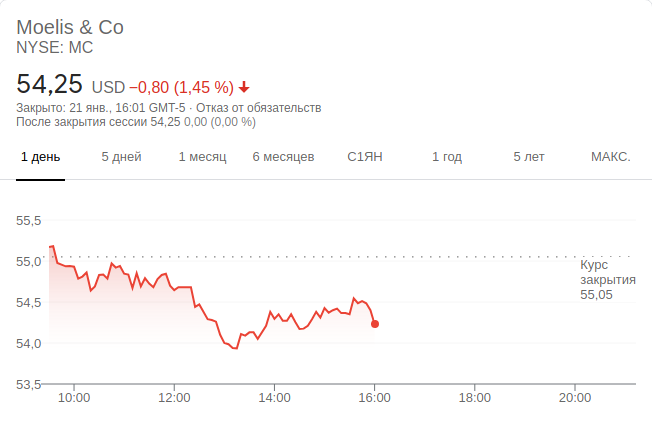 Moelis & Co
NYSE: MC
54,25 USD −0,80 (1,45 %)
Закрыто: 21 янв., 16:01 GMT-5 · Отказ от обязательств
После закрытия сессии 54,25 0,00 (0,00 %)
1 день 5 дней 1 месяц 6 месяцев С1ЯН 1 год 5 лет МАКС.
55,5
55,0
Курс
закрытия
55,05
54,5
54,0
53,5
10:00 12:00 14:00 16:00 18:00 20:00